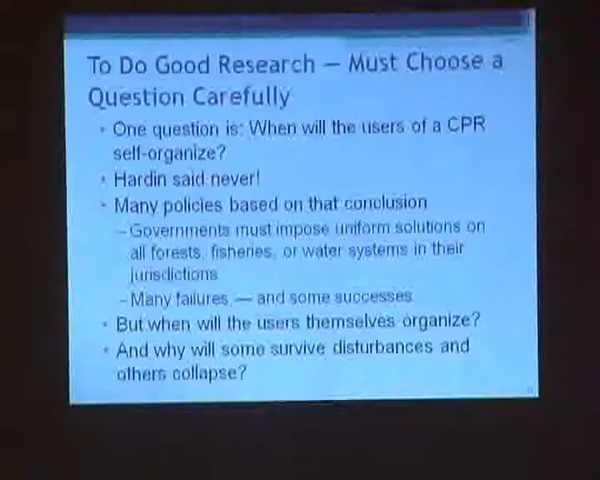 To Do Good Research — Must Choose a
Question Carefully
• One question is: When will the users of a CPR
self-organize?
• Hardin said never!
• Many policies based on that conclusion
– Governments must impose uniform solutions on
all forests, fisheries, or water systems in their
jurisdictions
– Many failures — and some successes
• But when will the users themselves organize?
• And why will some survive disturbances and
others collapse?